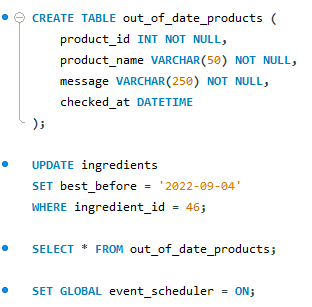 CREATE TABLE out_of_date_products (
product_id INT NOT NULL,
product_name VARCHAR(50) NOT NULL,
message VARCHAR(250) NOT NULL,
checked_at DATETIME
);
UPDATE ingredients
SET best_before = '2022-09-04'
WHERE ingredient_id = 46;
SELECT * FROM out_of_date_products;
SET GLOBAL event_scheduler = ON;